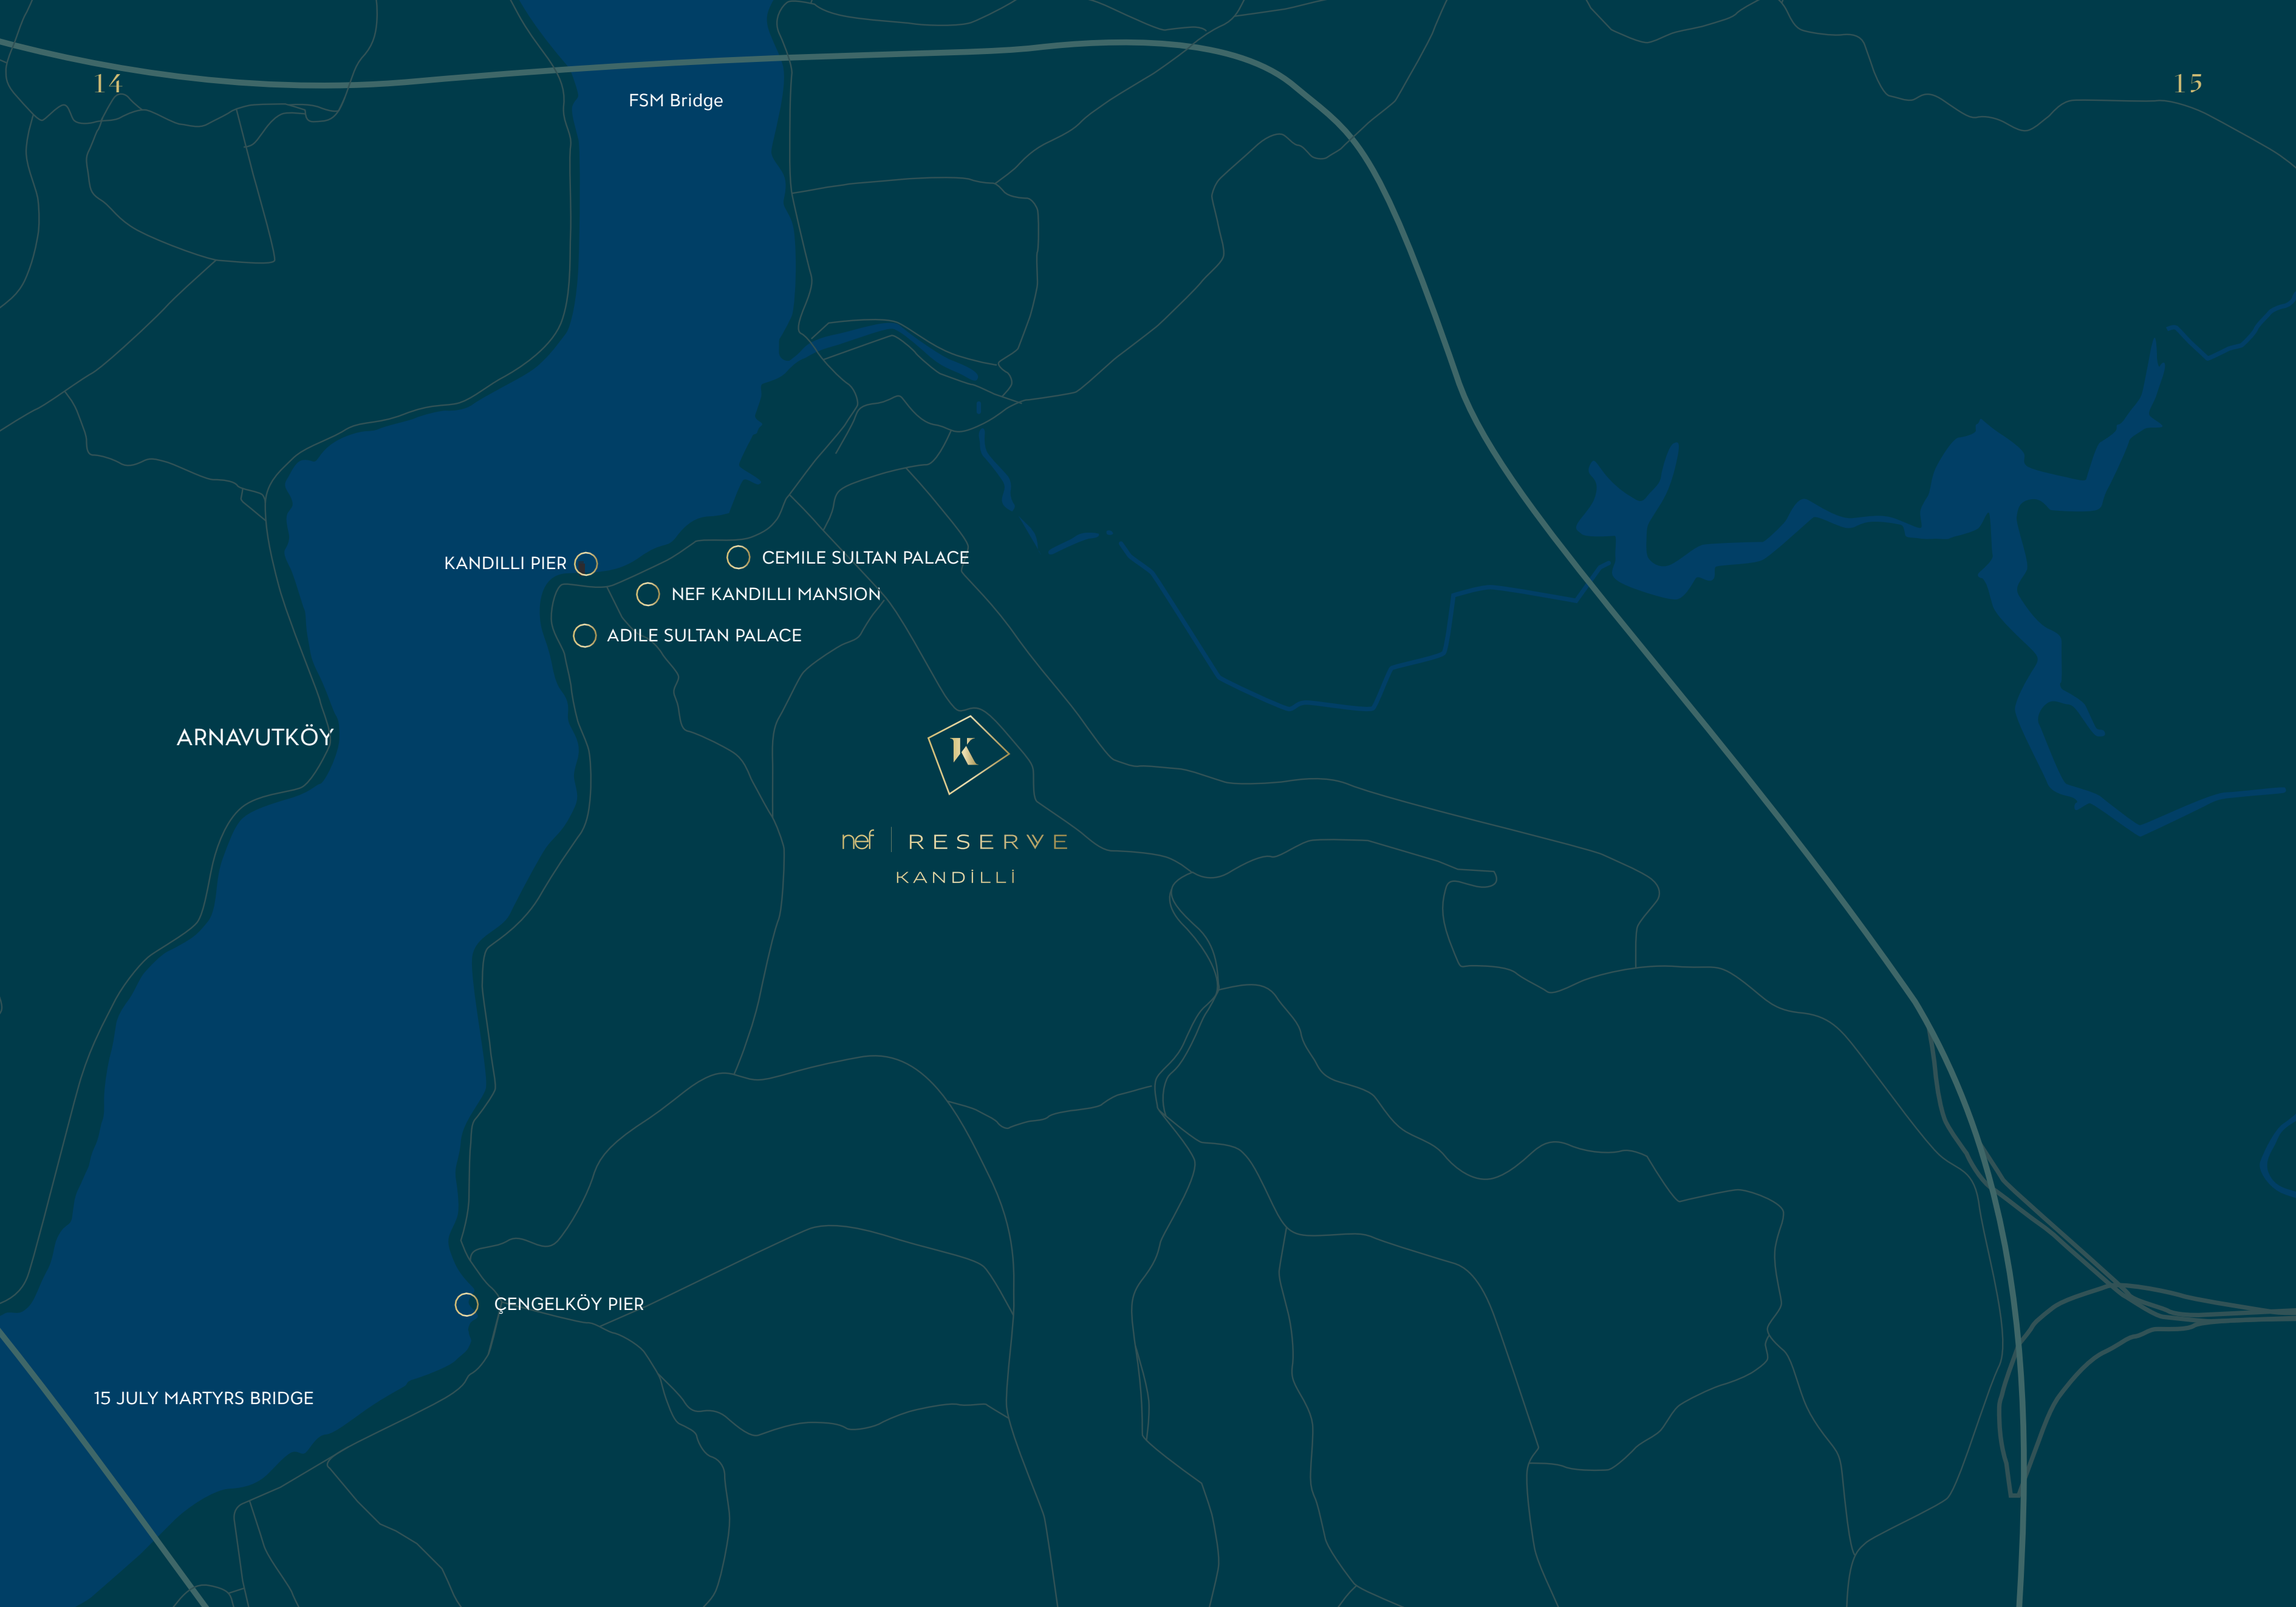 14
15
FSM Bridge
CEMILE SULTAN PALACE
KANDILLI PIER
NEF KANDILLI MANSION
ADILE SULTAN PALACE
ARNAVUTKÖY
K
nef | RESERVE
KANDİLLİ
ÇENGELKÖY PIER
15 JULY MARTYRS BRIDGE